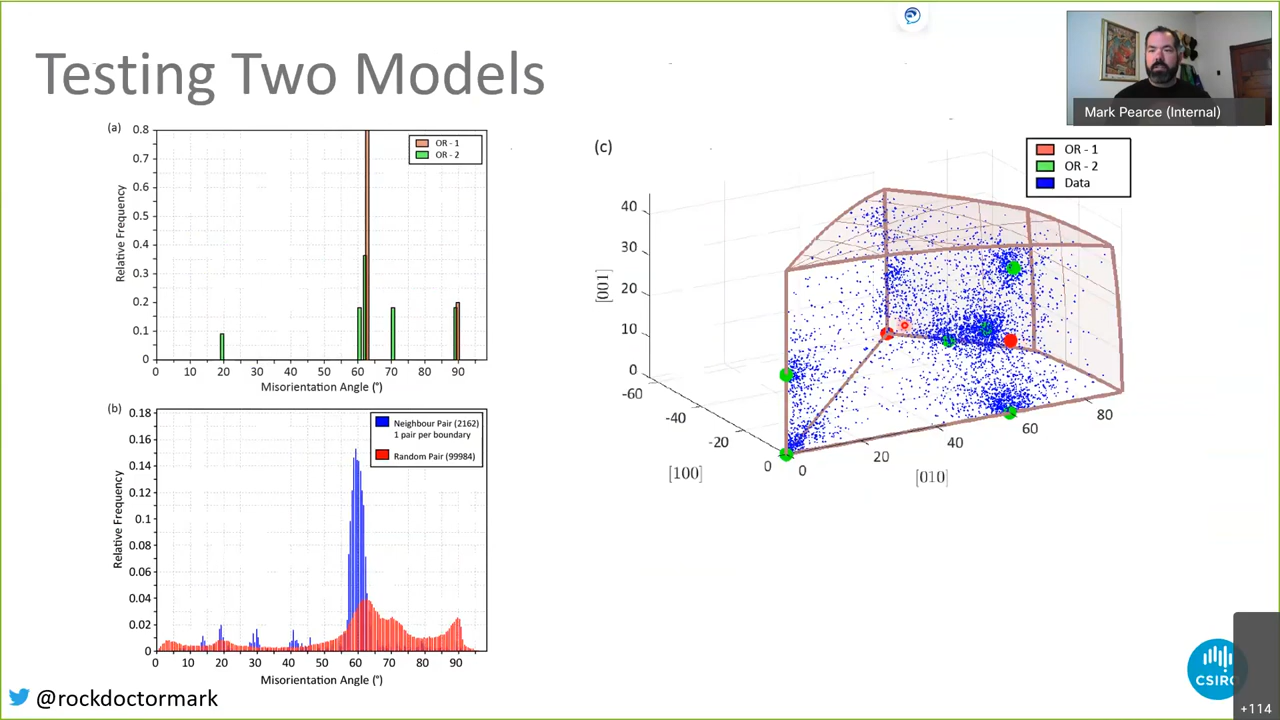 Testing Two Models
Mark Pearce (Internal)
(a)
Relative Frequency
0.8
0.7
0.6
0.5
0.4
0.3
0.2
0.1
0
OR - 1
OR - 2
0 10 20 30 40 50 60 70 80 90
Misorientation Angle (°)
(b)
Relative Frequency
0.18
0.16
0.14
0.12
0.1
0.08
0.06
0.04
0.02
0
Neighbour Pair (2162)
1 pair per boundary
Random Pair (99984)
0 10 20 30 40 50 60 70 80 90
Misorientation Angle (°)
(c)
OR - 1
OR - 2
Data
[001]
40
30
20
10
0
-60
-40
-20
0
[100]
0
20
40
60
80
[010]
@rockdoctormark
CSIRO
+114